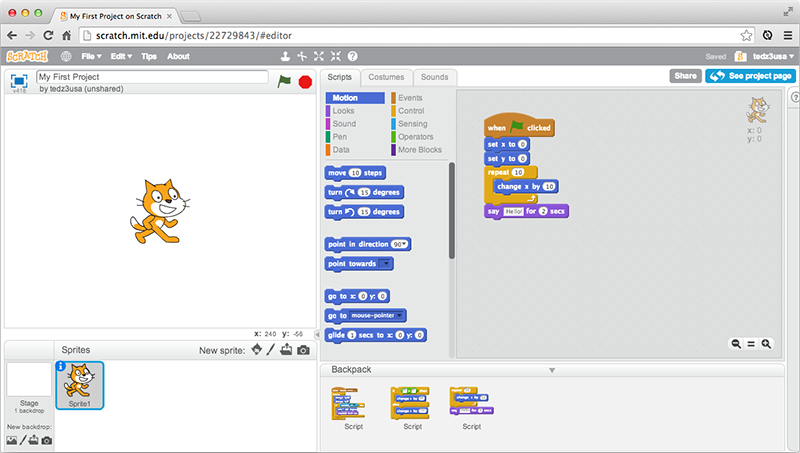 My First Project on Scratch
scratch.mit.edu/projects/22729843/#editor
SCRATCH File Edit Tips About Saved tedz3usa
v418 My First Project
by tedz3usa (unshared)
Scripts Costumes Sounds
Share See project page
Motion Events
Looks Control
Sound Sensing
Pen Operators
Data More Blocks
move 10 steps
turn 15 degrees
turn 15 degrees
point in direction 90
point towards
go to x: 0 y: 0
go to mouse-pointer
glide 1 secs to x: 0 y: 0
when clicked
set x to 0
set y to 0
repeat 10
change x by 10
say Hello! for 2 secs
x: 0
y: 0
x: 240 y: -56
Sprites New sprite:
Stage
1 backdrop
New backdrop:
Sprite1
Backpack
Script Script Script